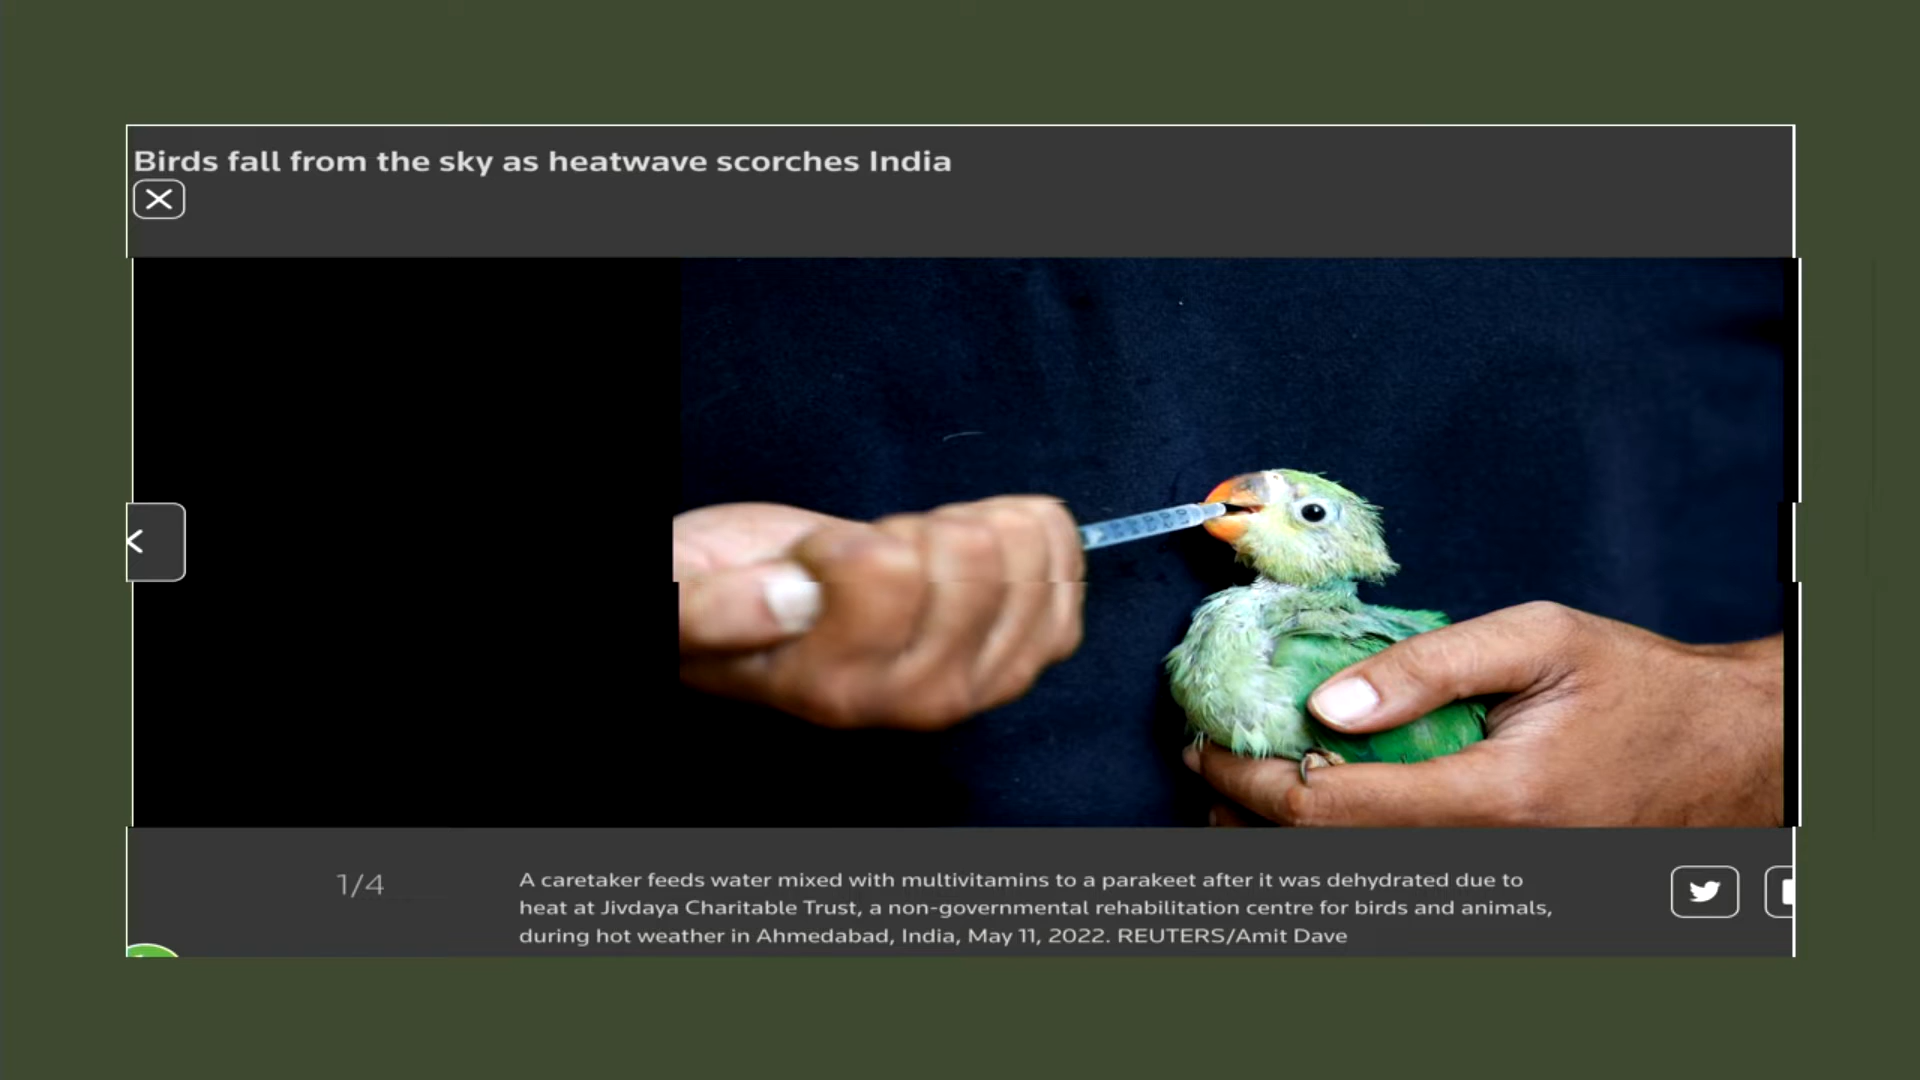 Birds fall from the sky as heatwave scorches India
1/4
A caretaker feeds water mixed with multivitamins to a parakeet after it was dehydrated due to
heat at Jivdaya Charitable Trust, a non-governmental rehabilitation centre for birds and animals,
during hot weather in Ahmedabad, India, May 11, 2022. REUTERS/Amit Dave